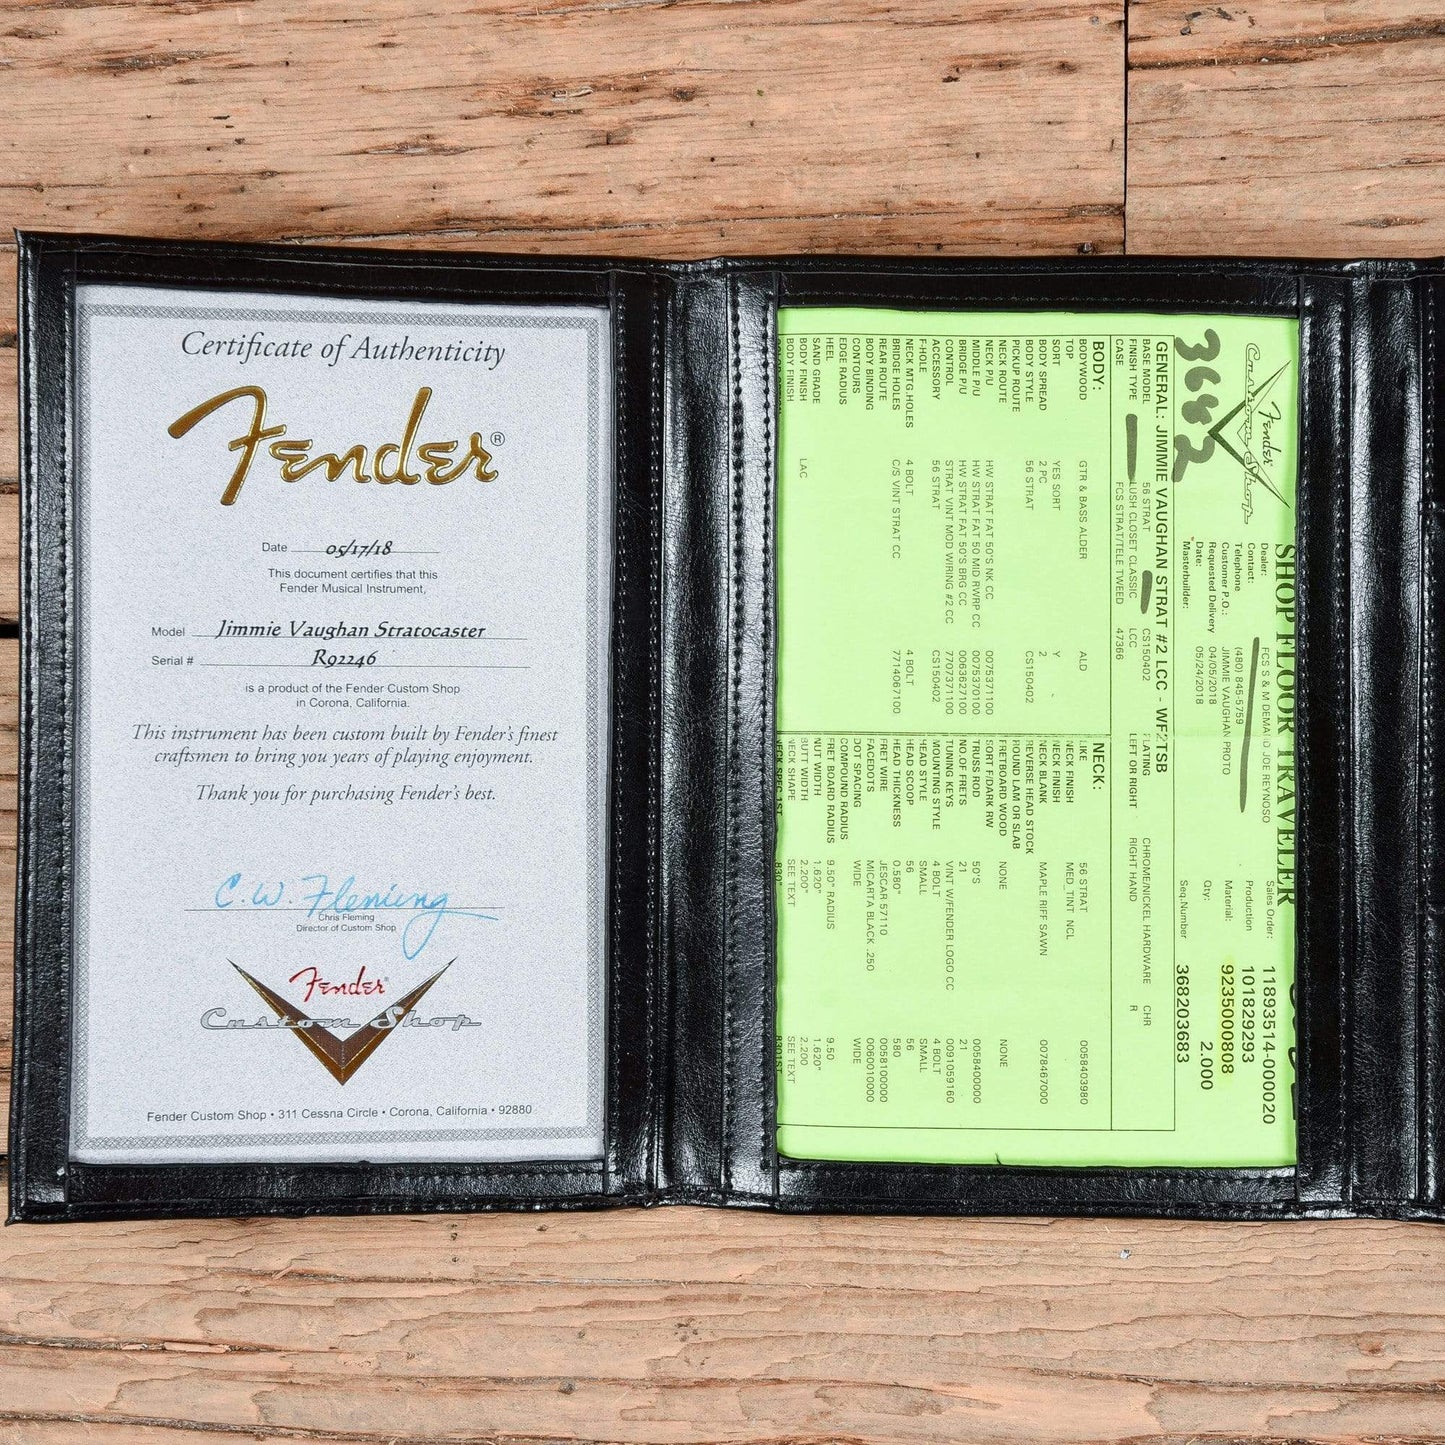 Certificate of Authenticity
Fender®
Date 05/17/18
This document certifies that this
Fender Musical Instrument,
Model Jimmie Vaughan Stratocaster
Serial # R92246
is a product of the Fender Custom Shop
in Corona, California.
This instrument has been custom built by Fender's finest
craftsmen to bring you years of playing enjoyment.
Thank you for purchasing Fender's best.
C.W. Fleming
Chris Fleming
Director of Custom Shop
Fender®
Custom Shop
Fender Custom Shop • 311 Cessna Circle • Corona, California • 92880
SHOP FLOOR TRAVELER
Fender
Custom Shop
3682
Dealer: FCS S & M DEMAND JOE REYNOSO
Contact:
Telephone (480) 845-5759
Customer P.O.: JIMMIE VAUGHAN PROTO
Requested Delivery 04/05/2018
Date: 05/24/2018
Masterbuilder:
Sales Order: 11893514-000020
Production 101829293
Material: 9235000808
Qty: 2.000
Seq.Number 368203683
GENERAL: JIMMIE VAUGHAN STRAT #2 LCC - WF2TSB
BASE MODEL 56 STRAT CS150402 PLATING CHROME/NICKEL HARDWARE CHR
FINISH TYPE LUSH CLOSET CLASSIC LCC LEFT OR RIGHT RIGHT HAND R
CASE FCS STRAT/TELE TWEED 47366
BODY:
BODYWOOD GTR & BASS ALDER ALD
TOP
SORT YES SORT Y
BODY SPREAD 2 PC 2
BODY STYLE 56 STRAT CS150402
PICKUP ROUTE
NECK ROUTE
NECK P/U HW STRAT FAT 50'S NK CC 0075371100
MIDDLE P/U HW STRAT FAT 50 MID RWRP CC 0075370100
BRIDGE P/U HW STRAT FAT 50'S BRG CC 0063627100
CONTROL STRAT VINT MOD WIRING #2 CC 7707371100
ACCESSORY 56 STRAT CS150402
F-HOLE
NECK MTG.HOLES 4 BOLT 4 BOLT
BRIDGE HOLES C/S VINT STRAT CC 7714067100
REAR ROUTE
BODY BINDING
CONTOURS
EDGE RADIUS
HEEL
SAND GRADE
BODY FINISH LAC
BODY FINISH
NECK:
LIKE 56 STRAT 0058403980
NECK FINISH MED_TINT_NCL
NECK FINISH
NECK BLANK MAPLE RIFF SAWN 0078467000
REVERSE HEAD STOCK
ROUND LAM OR SLAB
FRETBOARD WOOD NONE NONE
SORT F/DARK RW
TRUSS ROD 50'S 0058400000
NO.OF FRETS 21 21
TUNING KEYS VINT W/FENDER LOGO CC 0091059160
MOUNTING STYLE 4 BOLT 4 BOLT
HEAD STYLE SMALL SMALL
HEAD SCOOP 56 56
HEAD THICKNESS 0.580" 580
FRET WIRE JESCAR 57110 0058100000
FACEDOTS MICARTA BLACK .250 0060010000
DOT SPACING WIDE WIDE
COMPOUND RADIUS
FRET BOARD RADIUS 9.50" RADIUS 9.50
NUT WIDTH 1.620" 1.620"
BUTT WIDTH 2.200" 2.200
NECK SHAPE SEE TEXT SEE TEXT